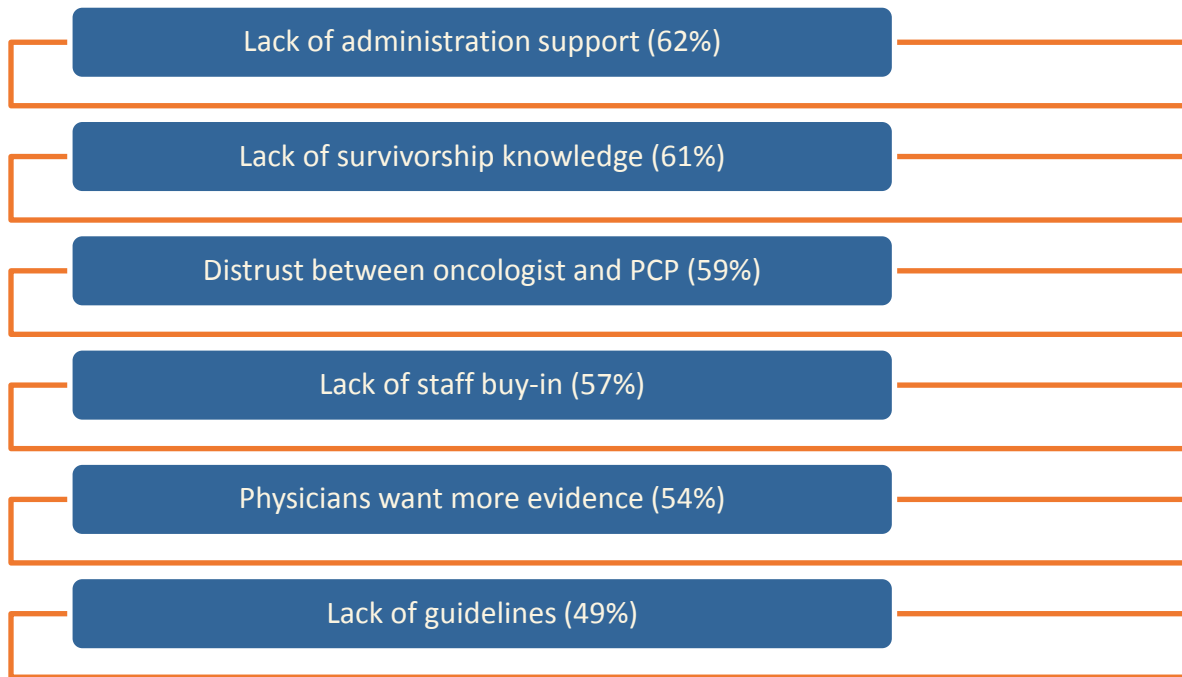 Lack of administration support (62%)
Lack of survivorship knowledge (61%)
Distrust between oncologist and PCP (59%)
Lack of staff buy-in (57%)
Physicians want more evidence (54%)
Lack of guidelines (49%)